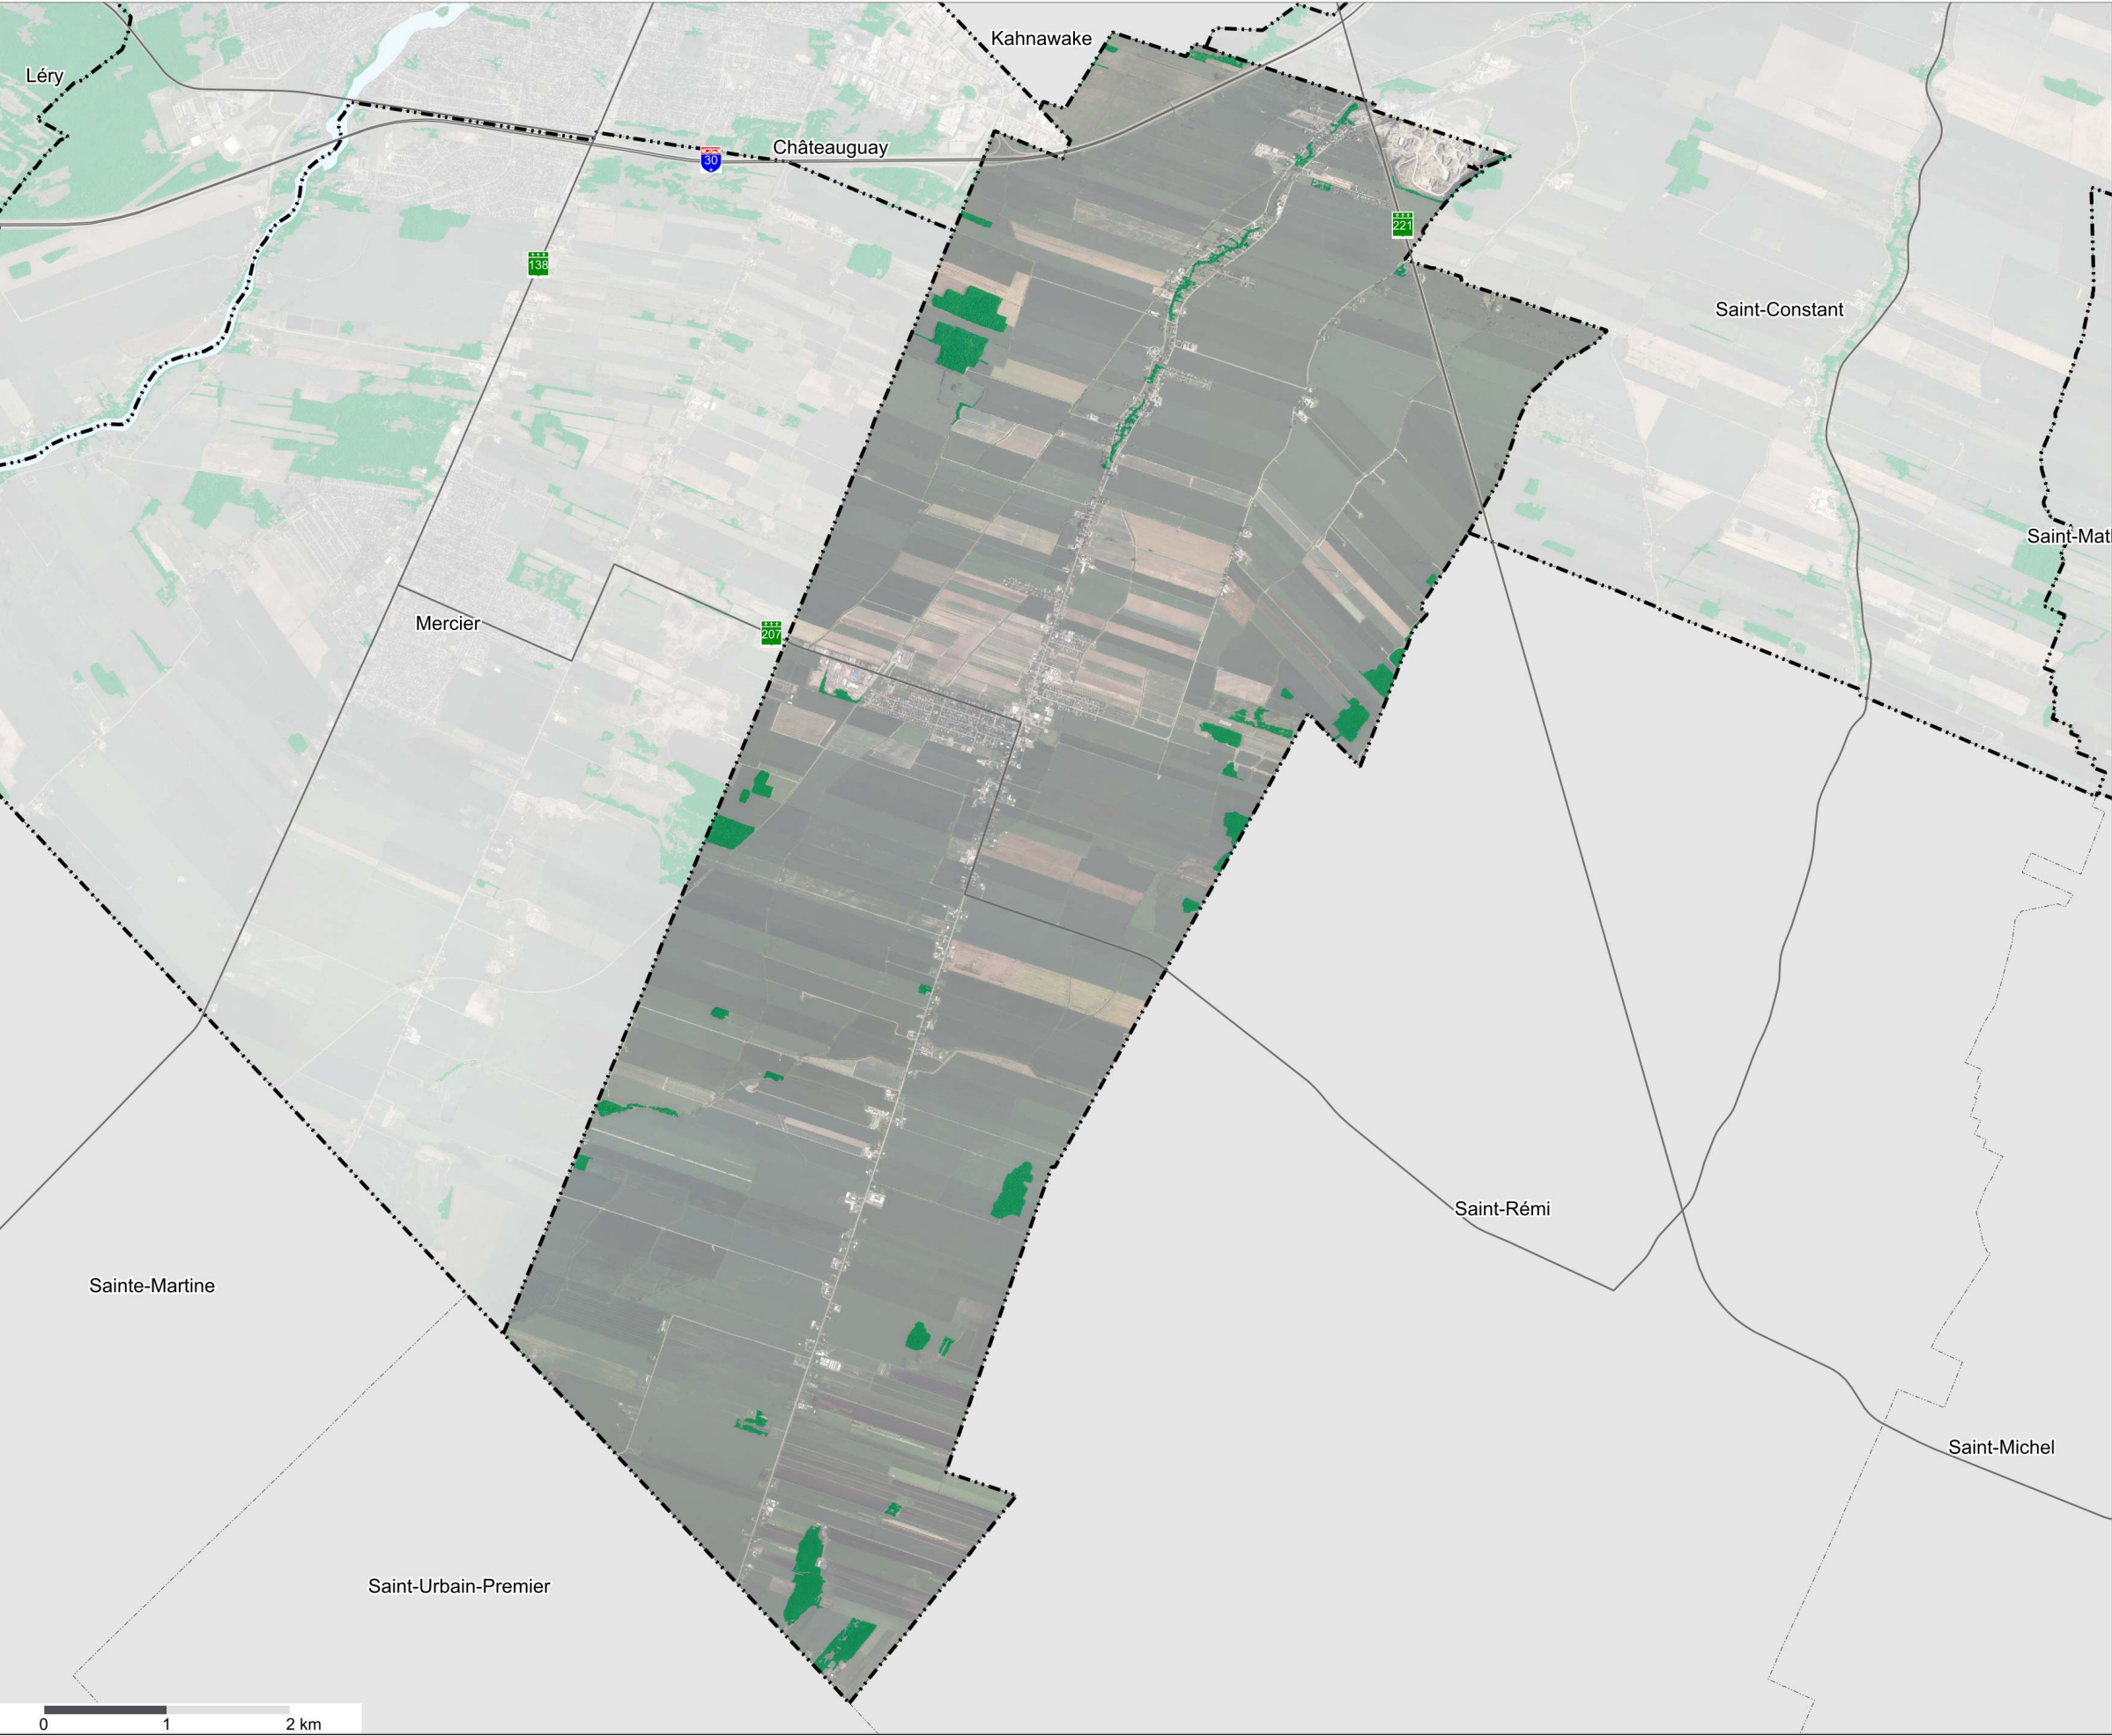 Kahnawake
Léry
Châteauguay
30
221
138
Saint-Constant
Saint-Mat
Mercier
207
Saint-Rémi
Sainte-Martine
Saint-Michel
Saint-Urbain-Premier
0 1 2 km